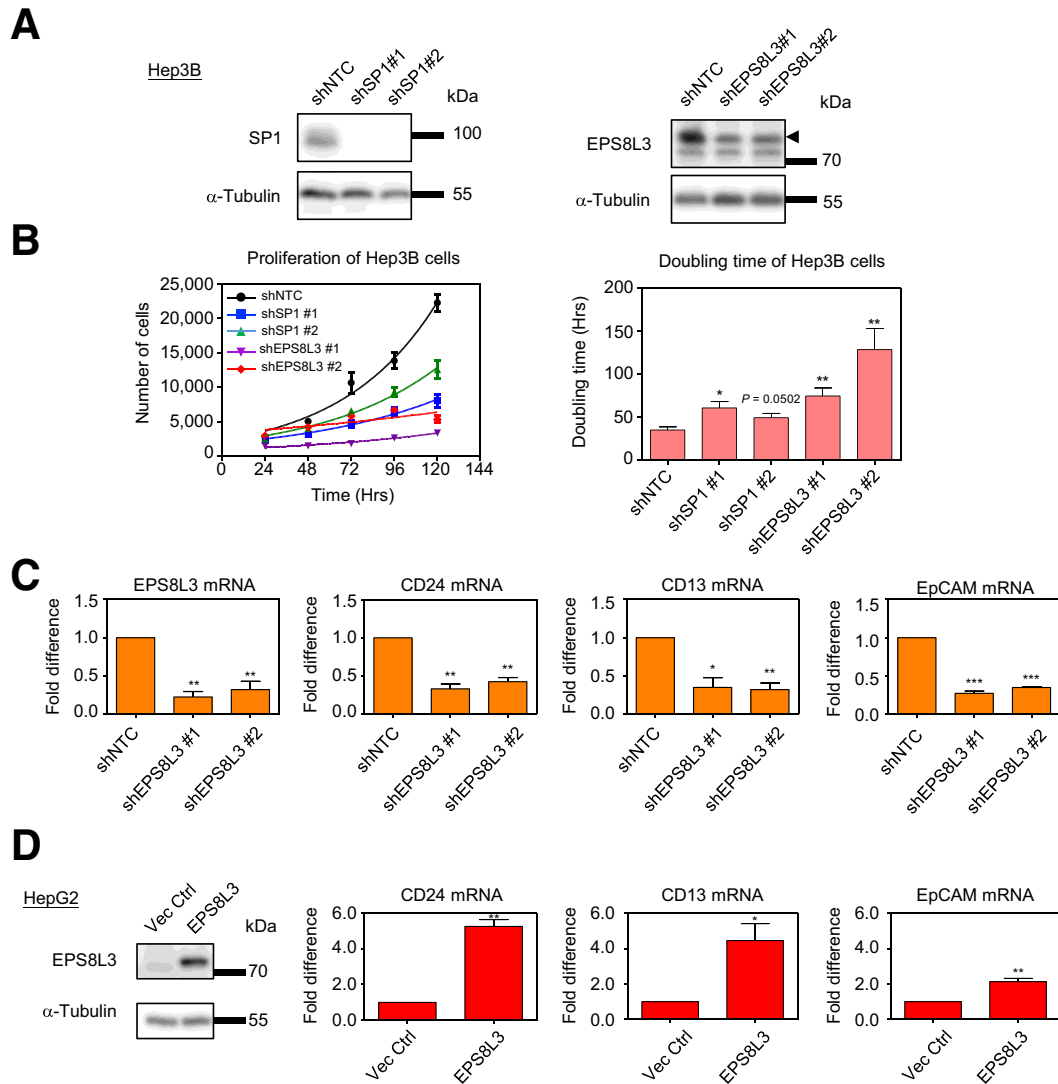 A
Hep3B
shNTC
shSP1#1
shSP1#2
kDa
SP1
100
α-Tubulin
55
shNTC
shEPS8L3#1
shEPS8L3#2
kDa
EPS8L3
70
α-Tubulin
55
B
Proliferation of Hep3B cells
Number of cells
25,000
20,000
15,000
10,000
5,000
0
shNTC
shSP1 #1
shSP1 #2
shEPS8L3 #1
shEPS8L3 #2
0 24 48 72 96 120 144
Time (Hrs)
Doubling time of Hep3B cells
Doubling time (Hrs)
200
150
100
50
0
*
P = 0.0502
**
**
shNTC
shSP1 #1
shSP1 #2
shEPS8L3 #1
shEPS8L3 #2
C
EPS8L3 mRNA
Fold difference
1.5
1.0
0.5
0.0
**
**
shNTC
shEPS8L3 #1
shEPS8L3 #2
CD24 mRNA
Fold difference
1.5
1.0
0.5
0.0
**
**
shNTC
shEPS8L3 #1
shEPS8L3 #2
CD13 mRNA
Fold difference
1.5
1.0
0.5
0.0
*
**
shNTC
shEPS8L3 #1
shEPS8L3 #2
EpCAM mRNA
Fold difference
1.5
1.0
0.5
0.0
***
***
shNTC
shEPS8L3 #1
shEPS8L3 #2
D
HepG2
Vec Ctrl
EPS8L3
kDa
EPS8L3
70
α-Tubulin
55
CD24 mRNA
Fold difference
6.0
4.0
2.0
0.0
**
Vec Ctrl
EPS8L3
CD13 mRNA
Fold difference
6.0
4.0
2.0
0.0
*
Vec Ctrl
EPS8L3
EpCAM mRNA
Fold difference
6.0
4.0
2.0
0.0
**
Vec Ctrl
EPS8L3